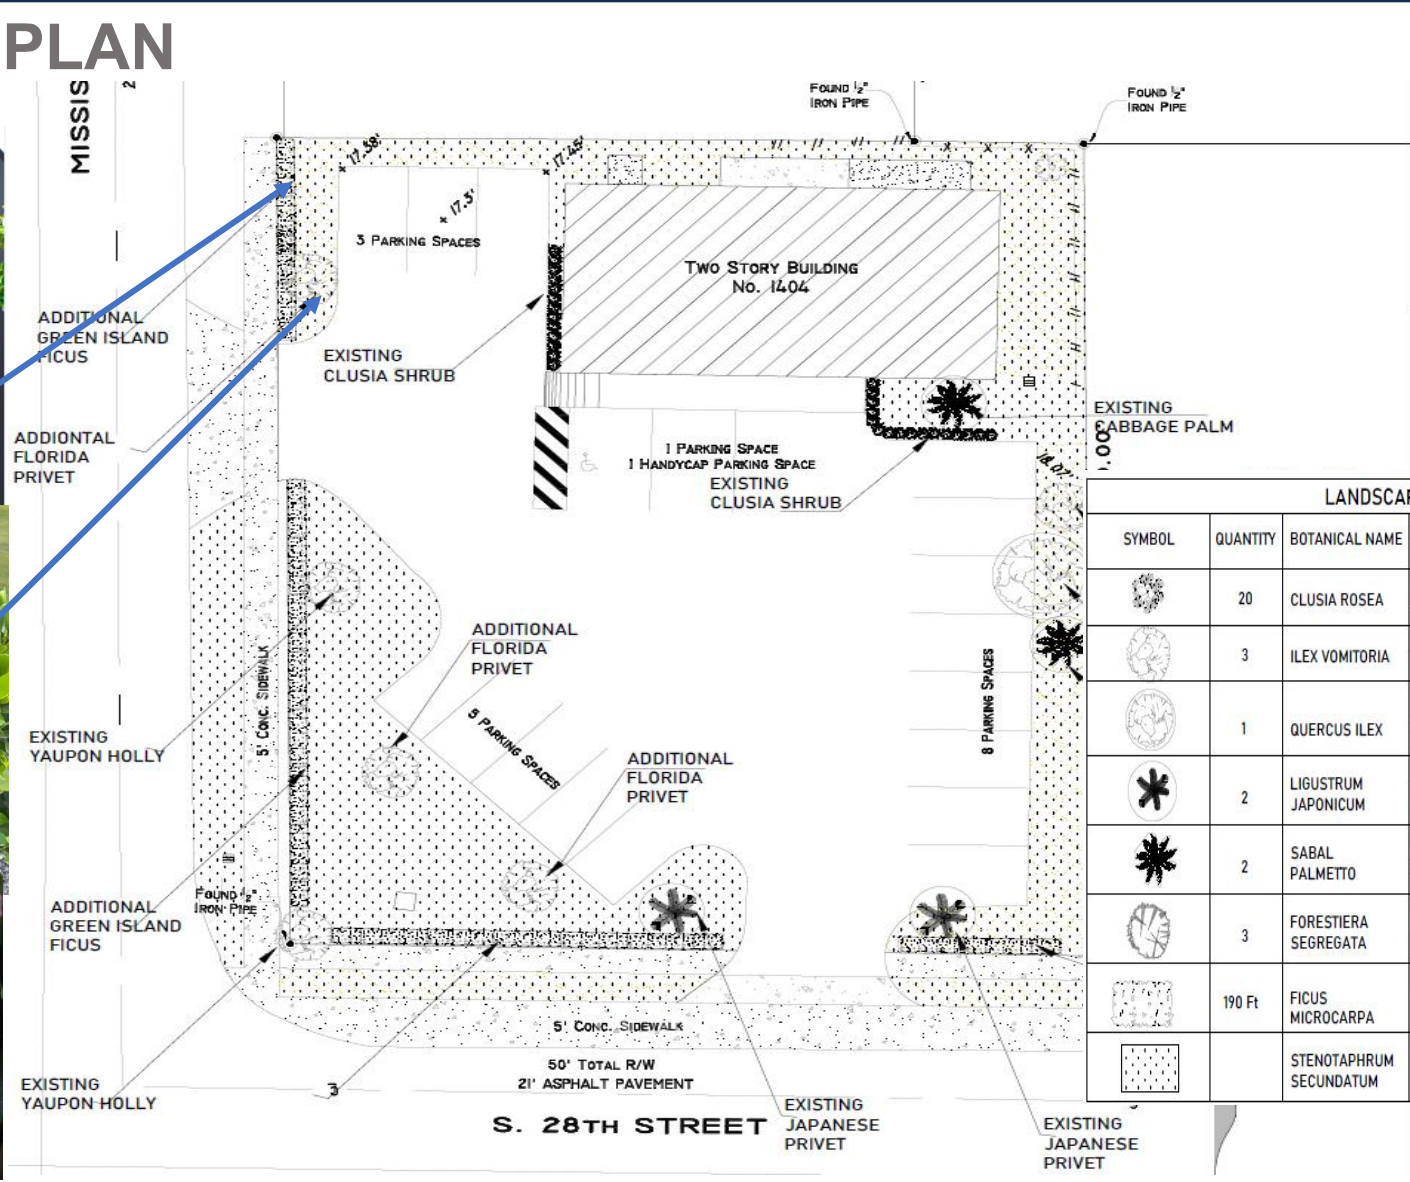 PLAN
MISSIS
2
FOUND ½"
IRON PIPE
FOUND ½"
IRON PIPE
17.38'
17.45'
17.3'
3 PARKING SPACES
TWO STORY BUILDING
NO. 1404
ADDITIONAL
GREEN ISLAND
FICUS
EXISTING
CLUSIA SHRUB
ADDIONTAL
FLORIDA
PRIVET
EXISTING
CABBAGE PALM
.00
1 PARKING SPACE
1 HANDYCAP PARKING SPACE
EXISTING
CLUSIA SHRUB
18.07'
ADDITIONAL
FLORIDA
PRIVET
5' CONC. SIDEWALK
8 PARKING SPACES
5 PARKING SPACES
EXISTING
YAUPON HOLLY
ADDITIONAL
FLORIDA
PRIVET
FOUND ½"
IRON PIPE
ADDITIONAL
GREEN ISLAND
FICUS
5' CONC. SIDEWALK
50' TOTAL R/W
21' ASPHALT PAVEMENT
EXISTING
YAUPON HOLLY
S. 28TH STREET
EXISTING
JAPANESE
PRIVET
EXISTING
JAPANESE
PRIVET
LANDSCA
SYMBOL QUANTITY BOTANICAL NAME
20 CLUSIA ROSEA
3 ILEX VOMITORIA
1 QUERCUS ILEX
2 LIGUSTRUM
JAPONICUM
2 SABAL
PALMETTO
3 FORESTIERA
SEGREGATA
190 Ft FICUS
MICROCARPA
STENOTAPHRUM
SECUNDATUM